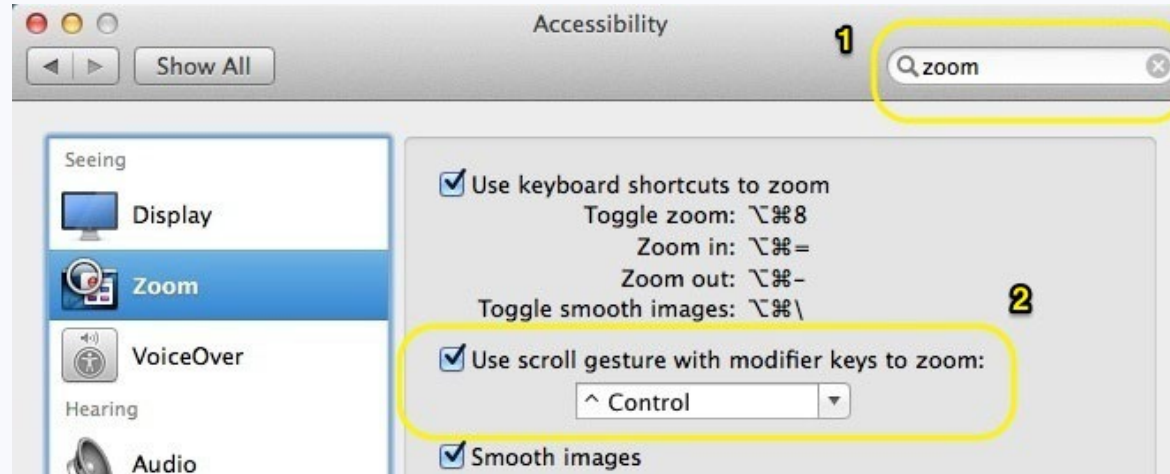 Accessibility
1
Show All
zoom
Seeing
Display
Zoom
VoiceOver
Hearing
Audio
Use keyboard shortcuts to zoom
Toggle zoom: ⌥⌘8
Zoom in: ⌥⌘=
Zoom out: ⌥⌘-
Toggle smooth images: ⌥⌘\
2
Use scroll gesture with modifier keys to zoom:
^ Control
Smooth images